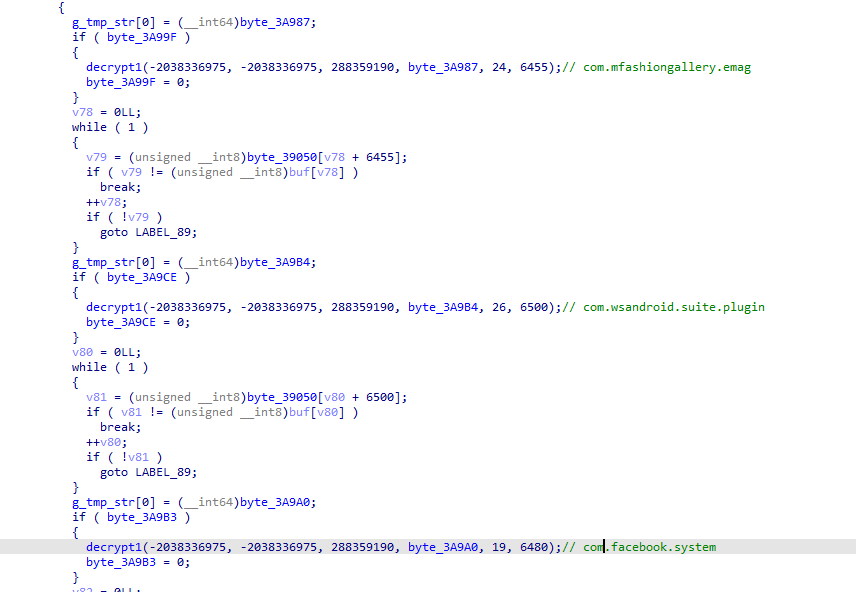 {
g_tmp_str[0] = (__int64)byte_3A987;
if ( byte_3A99F )
{
decrypt1(-2038336975, -2038336975, 288359190, byte_3A987, 24, 6455);// com.mfashiongallery.emag
byte_3A99F = 0;
}
v78 = 0LL;
while ( 1 )
{
v79 = (unsigned __int8)byte_39050[v78 + 6455];
if ( v79 != (unsigned __int8)buf[v78] )
break;
++v78;
if ( !v79 )
goto LABEL_89;
}
g_tmp_str[0] = (__int64)byte_3A9B4;
if ( byte_3A9CE )
{
decrypt1(-2038336975, -2038336975, 288359190, byte_3A9B4, 26, 6500);// com.wsandroid.suite.plugin
byte_3A9CE = 0;
}
v80 = 0LL;
while ( 1 )
{
v81 = (unsigned __int8)byte_39050[v80 + 6500];
if ( v81 != (unsigned __int8)buf[v80] )
break;
++v80;
if ( !v81 )
goto LABEL_89;
}
g_tmp_str[0] = (__int64)byte_3A9A0;
if ( byte_3A9B3 )
{
decrypt1(-2038336975, -2038336975, 288359190, byte_3A9A0, 19, 6480);// com.facebook.system
byte_3A9B3 = 0;
}
v82 = 0LL;